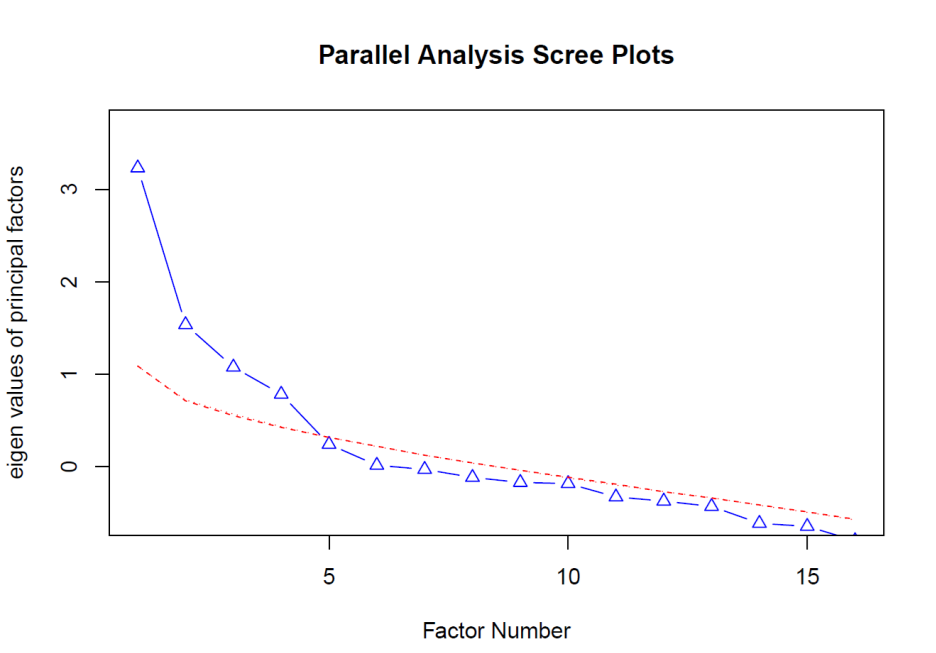 Parallel Analysis Scree Plots
eigen values of principal factors
3
2
1
0
5
10
15
Factor Number